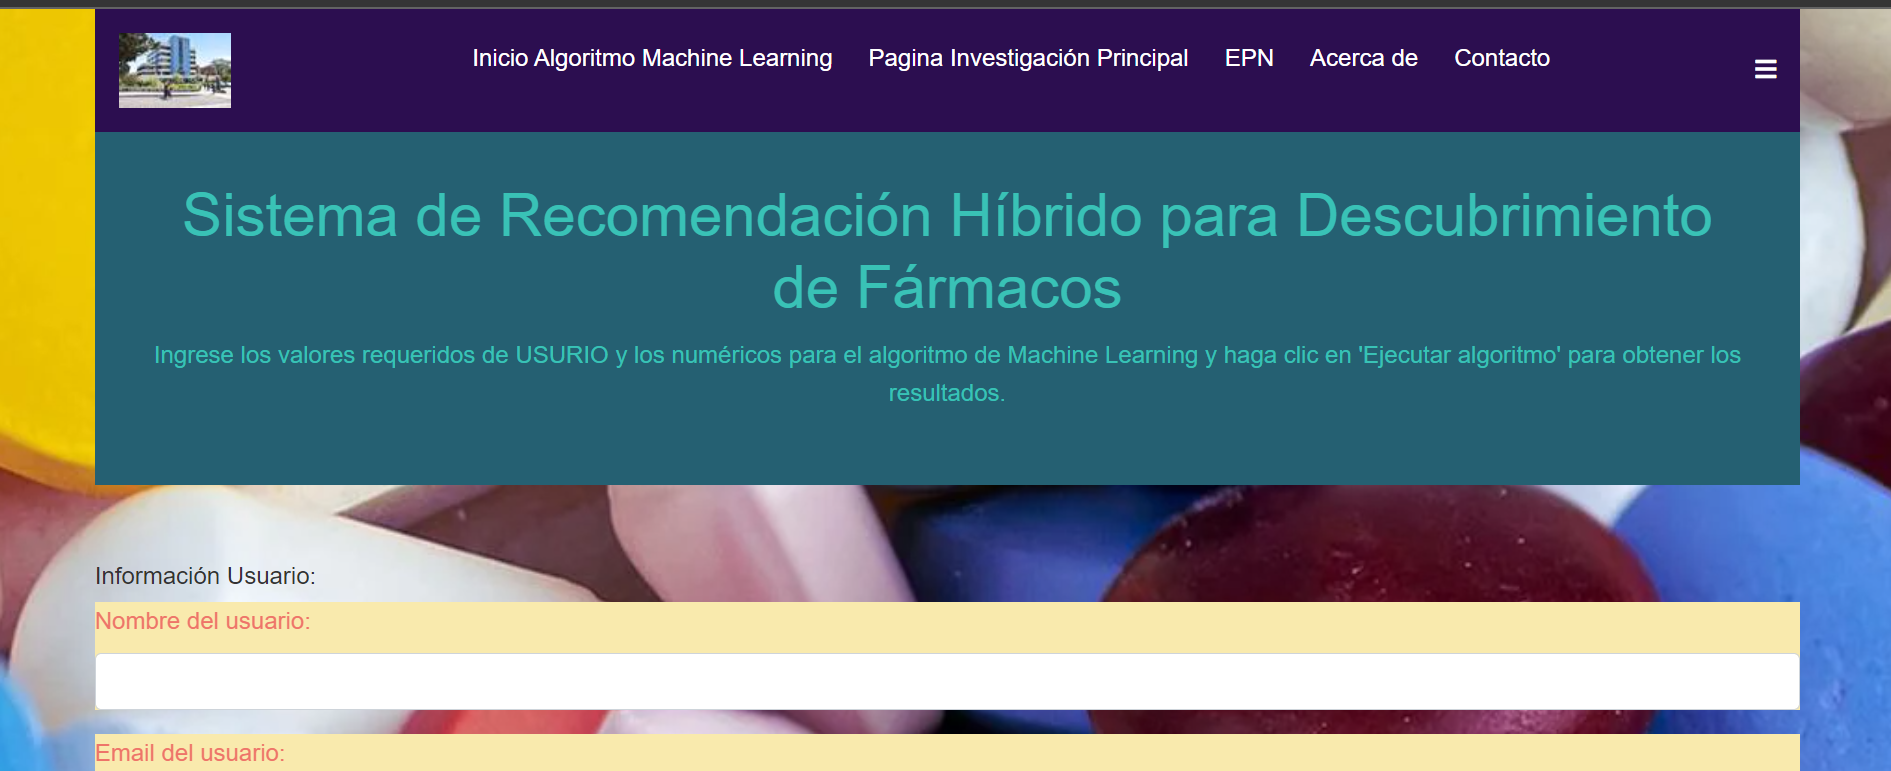 Inicio Algoritmo Machine Learning Pagina Investigación Principal EPN Acerca de Contacto
Sistema de Recomendación Híbrido para Descubrimiento
de Fármacos
Ingrese los valores requeridos de USURIO y los numéricos para el algoritmo de Machine Learning y haga clic en 'Ejecutar algoritmo' para obtener los
resultados.
Información Usuario:
Nombre del usuario:
Email del usuario: